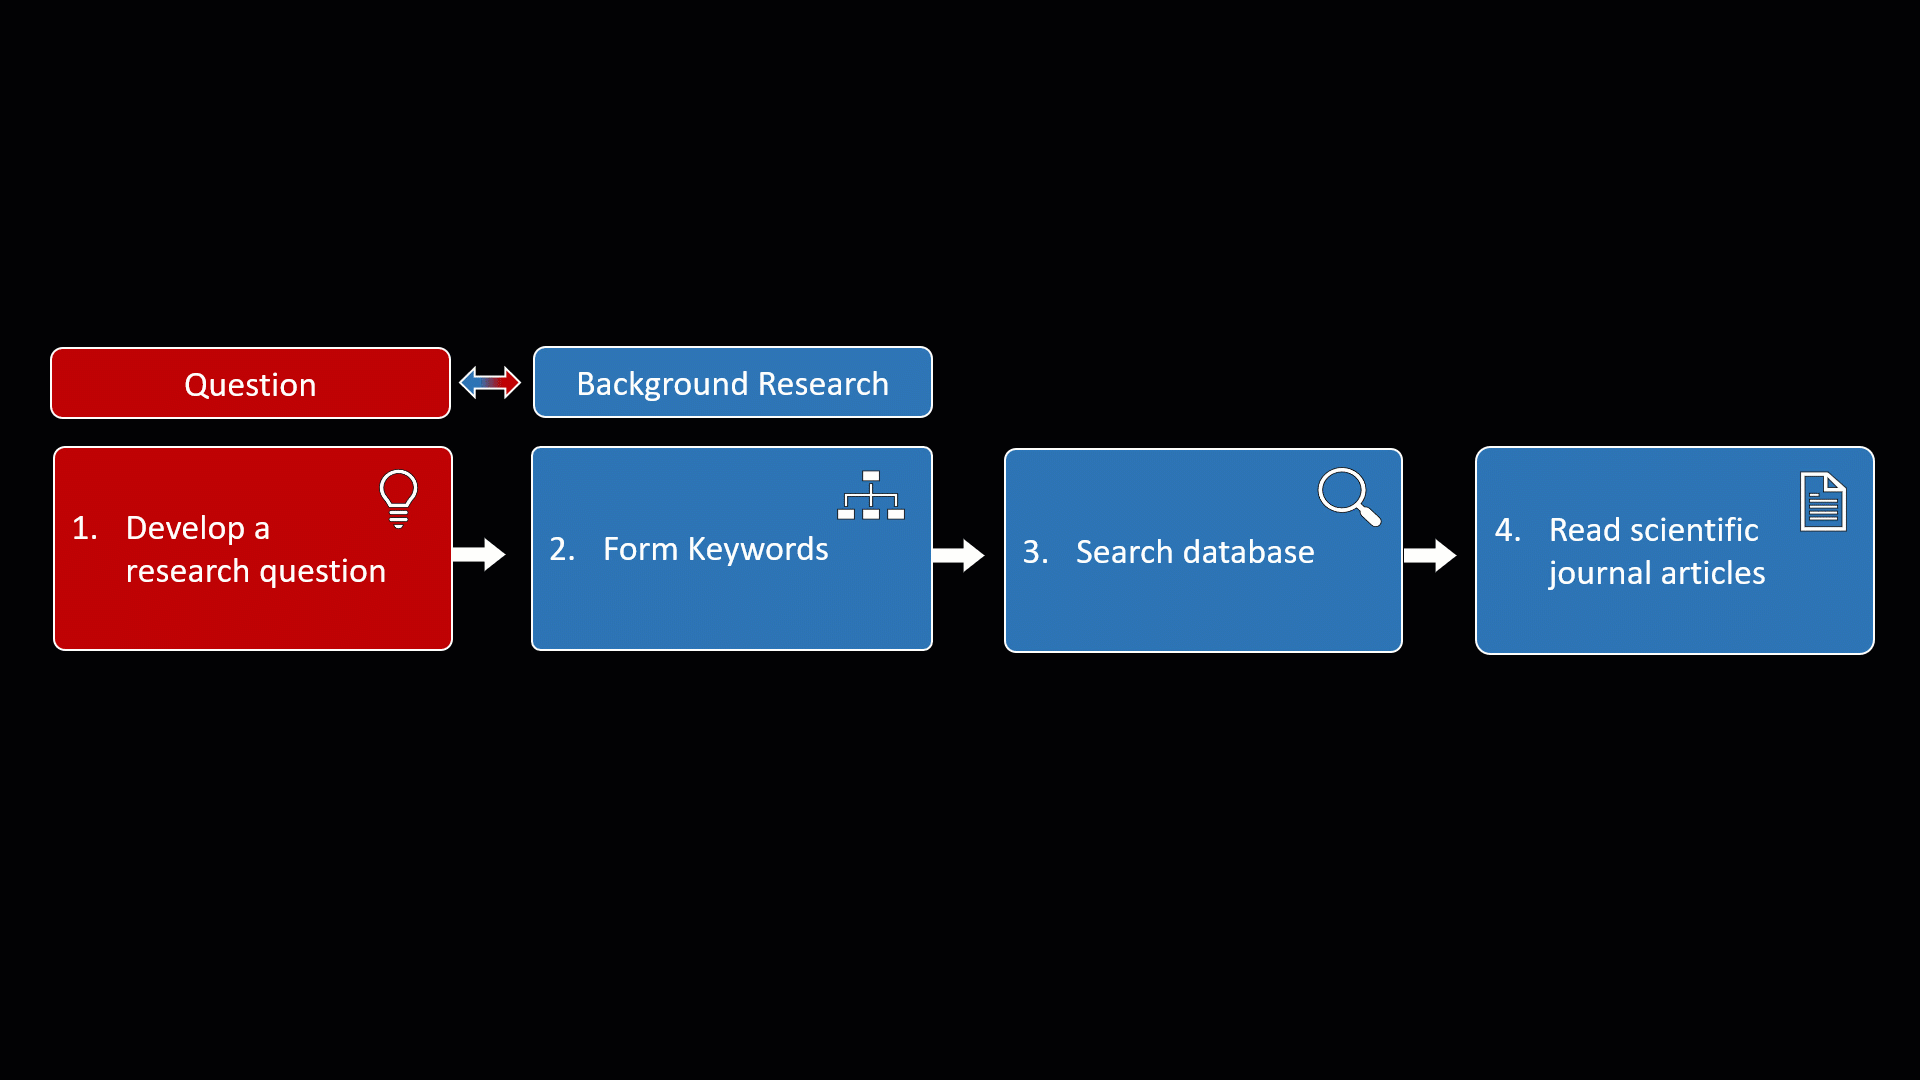 Question
Background Research
1. Develop a
research question
2. Form Keywords
3. Search database
4. Read scientific
journal articles